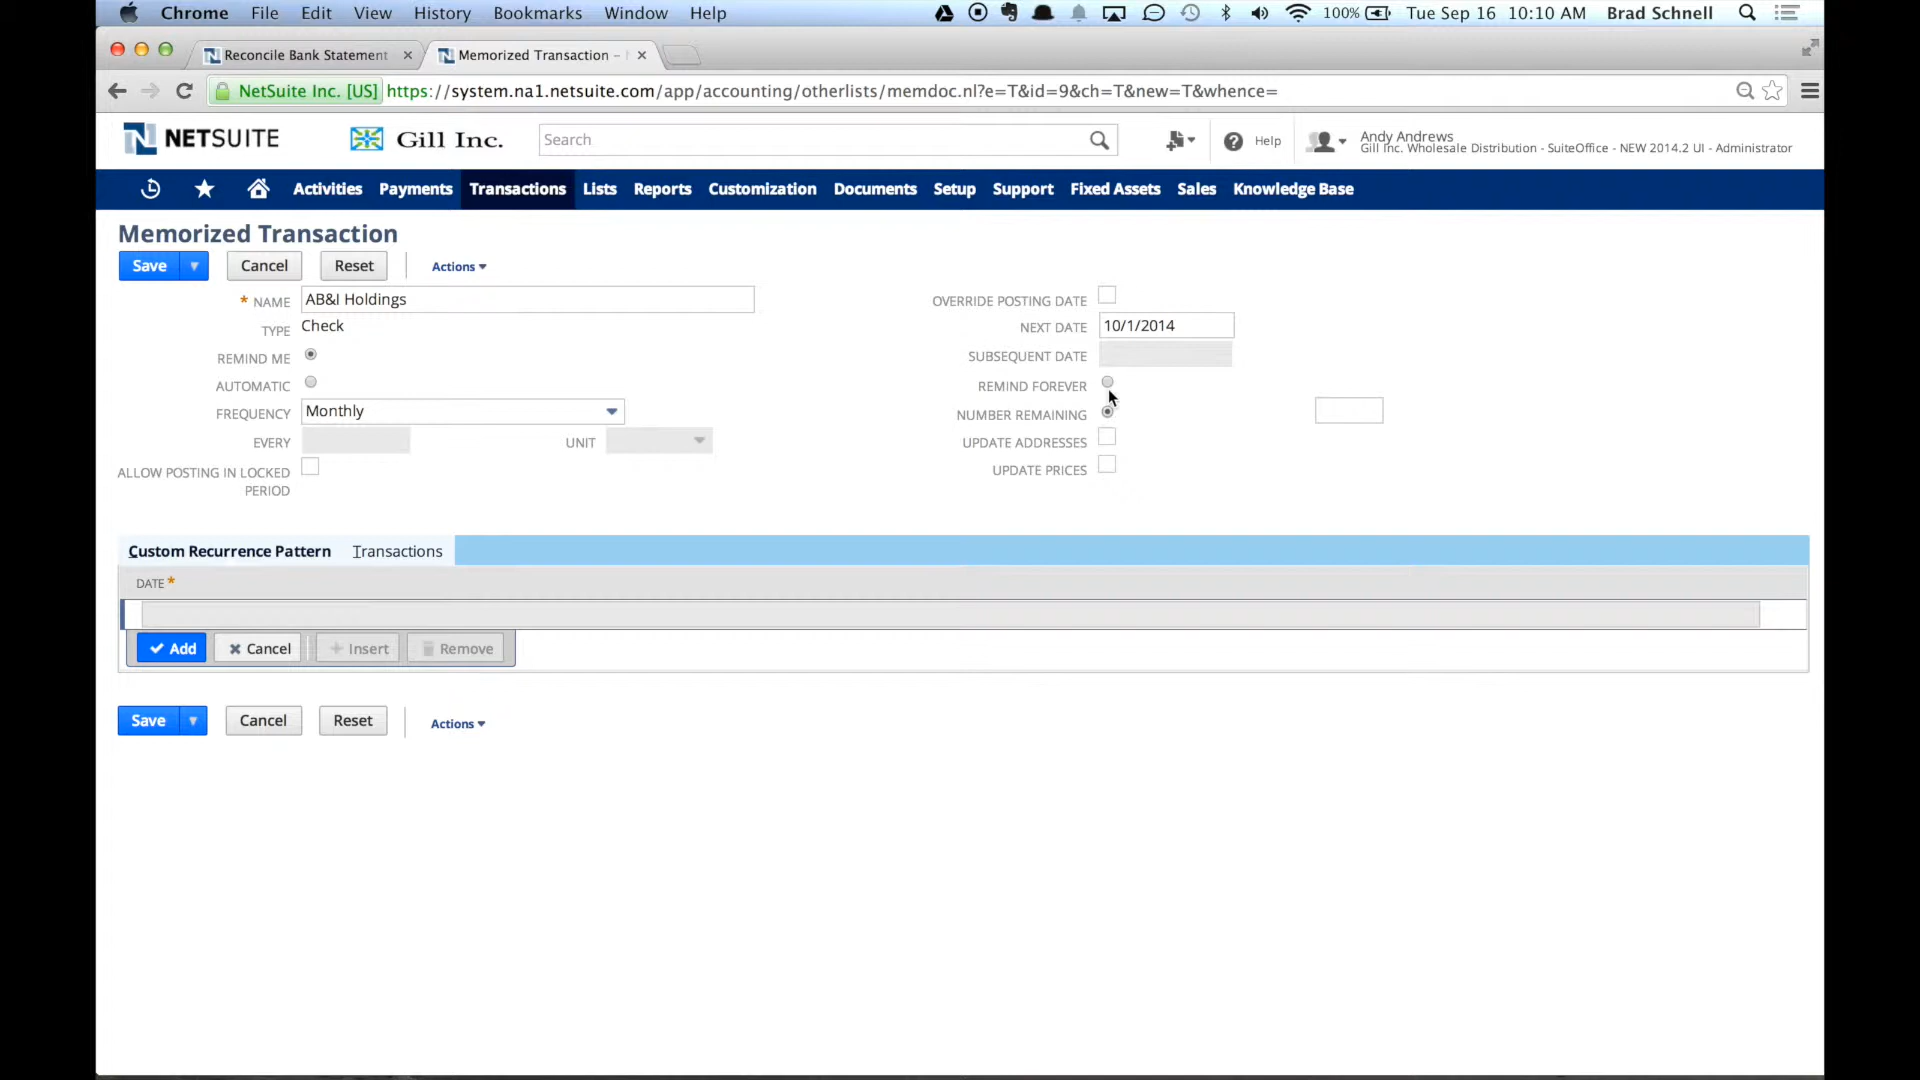 Chrome File Edit View History Bookmarks Window Help 100% Tue Sep 16 10:10 AM Brad Schnell
Reconcile Bank Statement Memorized Transaction –
NetSuite Inc. [US] https://system.na1.netsuite.com/app/accounting/otherlists/memdoc.nl?e=T&id=9&ch=T&new=T&whence=
NETSUITE Gill Inc. Search Help Andy Andrews
Gill Inc. Wholesale Distribution - SuiteOffice - NEW 2014.2 UI - Administrator
Activities Payments Transactions Lists Reports Customization Documents Setup Support Fixed Assets Sales Knowledge Base
Memorized Transaction
Save Cancel Reset Actions
* NAME AB&I Holdings OVERRIDE POSTING DATE
TYPE Check NEXT DATE 10/1/2014
REMIND ME SUBSEQUENT DATE
AUTOMATIC REMIND FOREVER
FREQUENCY Monthly NUMBER REMAINING
EVERY UNIT UPDATE ADDRESSES
ALLOW POSTING IN LOCKED UPDATE PRICES
PERIOD
Custom Recurrence Pattern Transactions
DATE *
Add Cancel Insert Remove
Save Cancel Reset Actions